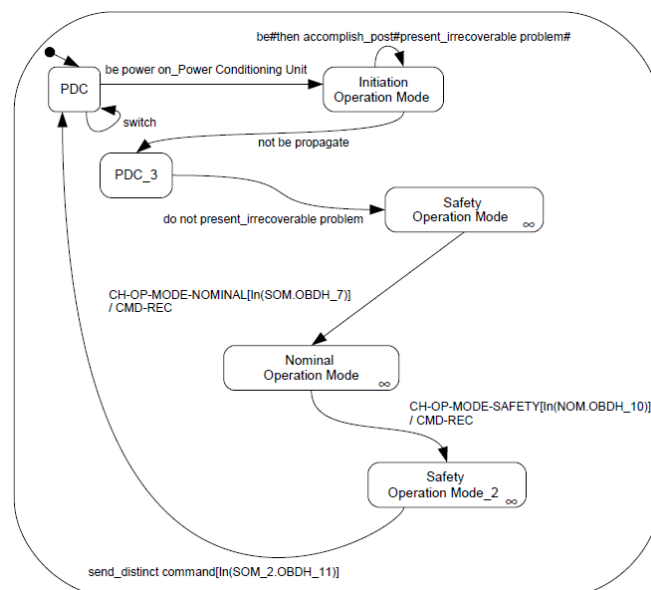 be#then accomplish_post#present_irrecoverable problem#
be power on_Power Conditioning Unit
PDC
Initiation
Operation Mode
switch
not be propagate
PDC_3
Safety
Operation Mode
∞
do not present_irrecoverable problem
CH-OP-MODE-NOMINAL[In(SOM.OBDH_7)]
/ CMD-REC
Nominal
Operation Mode
∞
CH-OP-MODE-SAFETY[In(NOM.OBDH_10)]
/ CMD-REC
Safety
Operation Mode_2
∞
send_distinct command[In(SOM_2.OBDH_11)]